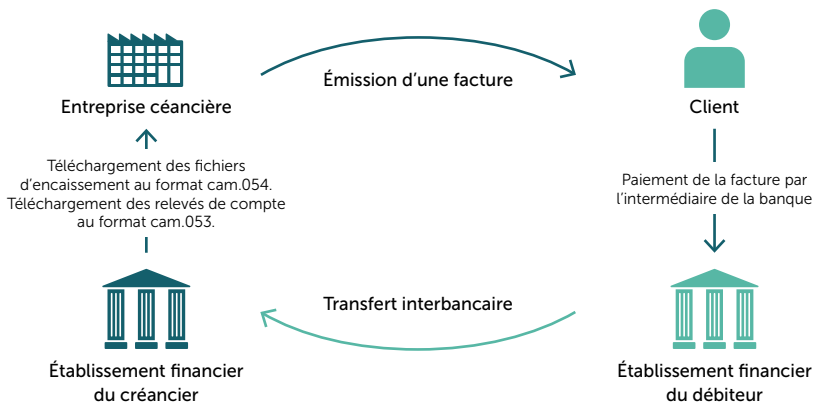 Émission d'une facture
Entreprise céancière
Client
Téléchargement des fichiers
d'encaissement au format cam.054.
Téléchargement des relevés de compte
au format cam.053.
Paiement de la facture par
l'intermédiaire de la banque
Transfert interbancaire
Établissement financier
du créancier
Établissement financier
du débiteur